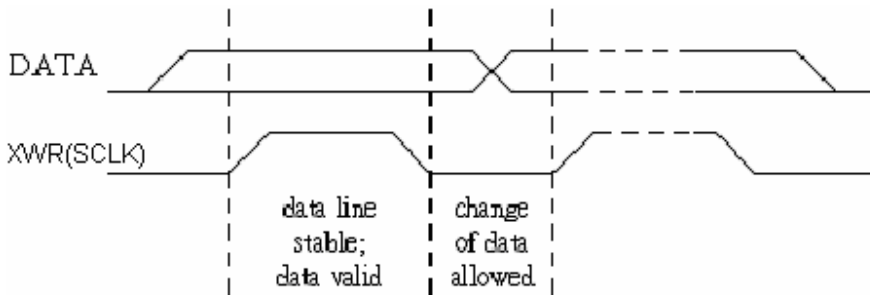 DATA
XWR(SCLK)
data line
stable;
data valid
change
of data
allowed